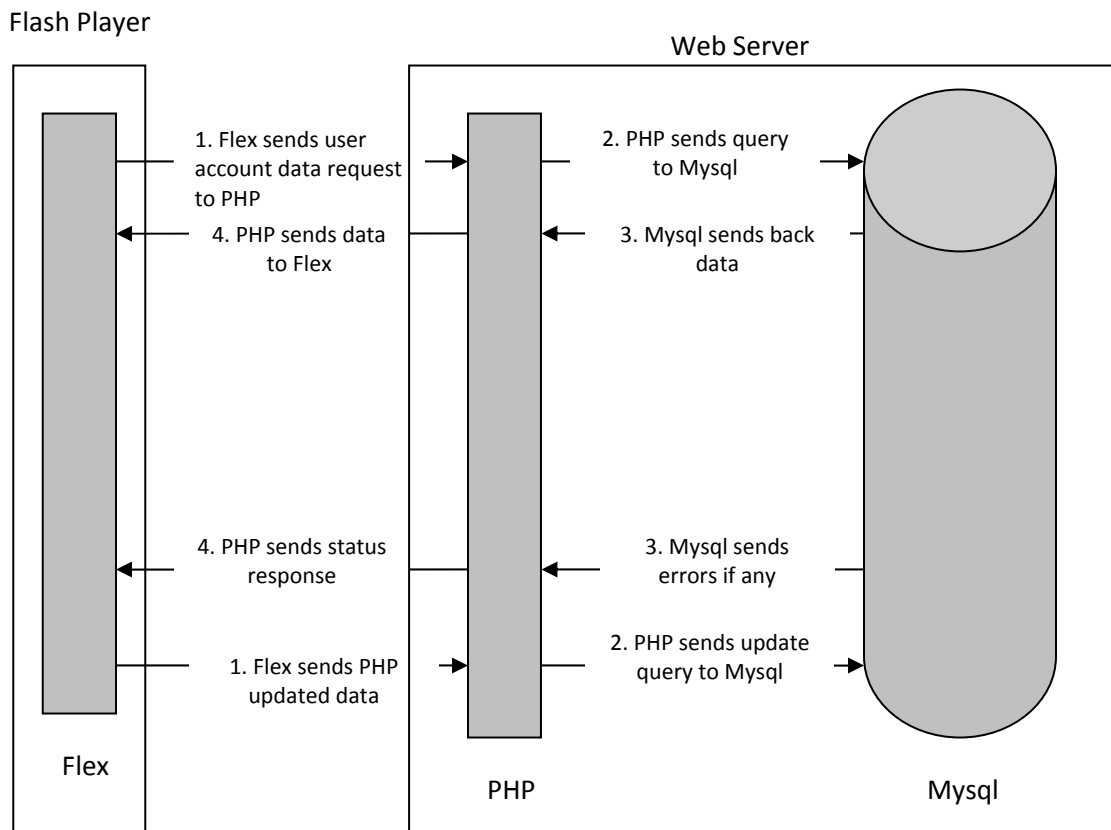 Flash Player
Web Server
1. Flex sends user
account data request
to PHP
2. PHP sends query
to Mysql
4. PHP sends data
to Flex
3. Mysql sends back
data
4. PHP sends status
response
3. Mysql sends
errors if any
1. Flex sends PHP
updated data
2. PHP sends update
query to Mysql
Flex
PHP
Mysql